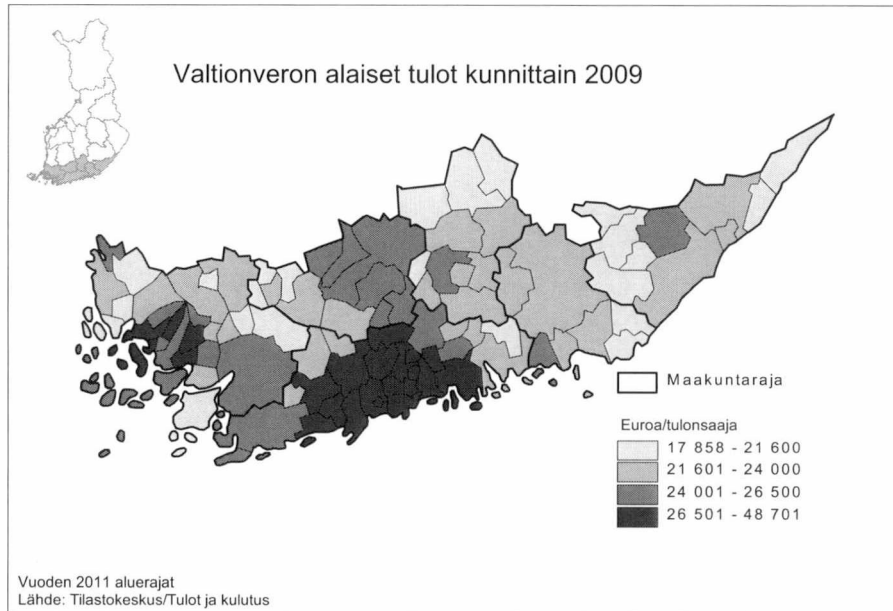 Valtionveron alaiset tulot kunnittain 2009
Maakuntaraja
Euroa/tulonsaaja
17 858 - 21 600
21 601 - 24 000
24 001 - 26 500
26 501 - 48 701
Vuoden 2011 aluerajat
Lähde: Tilastokeskus/Tulot ja kulutus